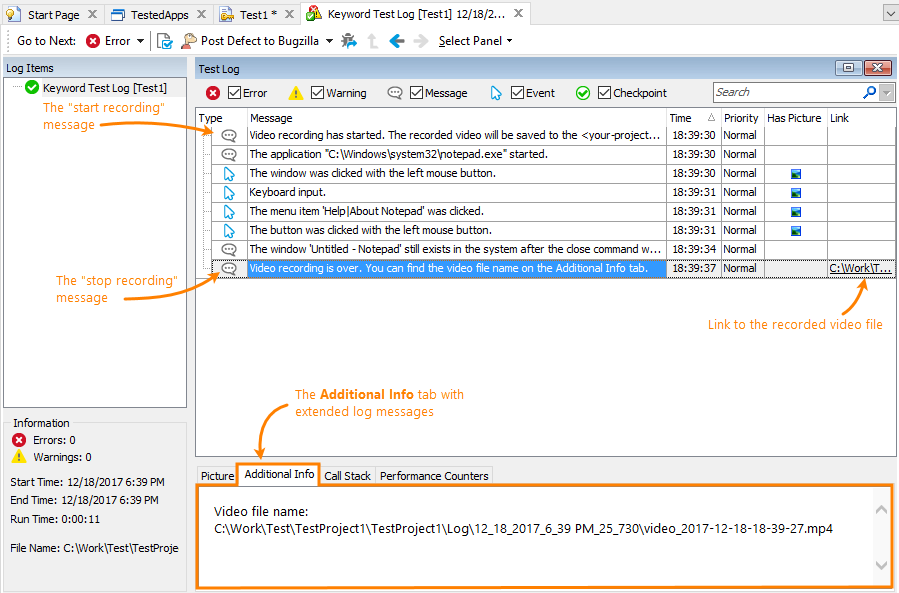 Start Page
TestedApps
Test1 *
Keyword Test Log [Test1] 12/18/2...
Go to Next: Error Post Defect to Bugzilla Select Panel
Log Items
Keyword Test Log [Test1]
The "start recording"
message
The "stop recording"
message
Test Log
Error Warning Message Event Checkpoint Search
Type Message Time Priority Has Picture Link
Video recording has started. The recorded video will be saved to the <your-project... 18:39:30 Normal
The application "C:\Windows\system32\notepad.exe" started. 18:39:30 Normal
The window was clicked with the left mouse button. 18:39:30 Normal
Keyboard input. 18:39:31 Normal
The menu item 'Help|About Notepad' was clicked. 18:39:31 Normal
The button was clicked with the left mouse button. 18:39:31 Normal
The window 'Untitled - Notepad' still exists in the system after the close command w... 18:39:34 Normal
Video recording is over. You can find the video file name on the Additional Info tab. 18:39:37 Normal C:\Work\T...
Link to the recorded video file
The Additional Info tab with
extended log messages
Information
Errors: 0
Warnings: 0
Start Time: 12/18/2017 6:39 PM
End Time: 12/18/2017 6:39 PM
Run Time: 0:00:11
File Name: C:\Work\Test\TestProje
Picture Additional Info Call Stack Performance Counters
Video file name:
C:\Work\Test\TestProject1\TestProject1\Log\12_18_2017_6_39 PM_25_730\video_2017-12-18-18-39-27.mp4